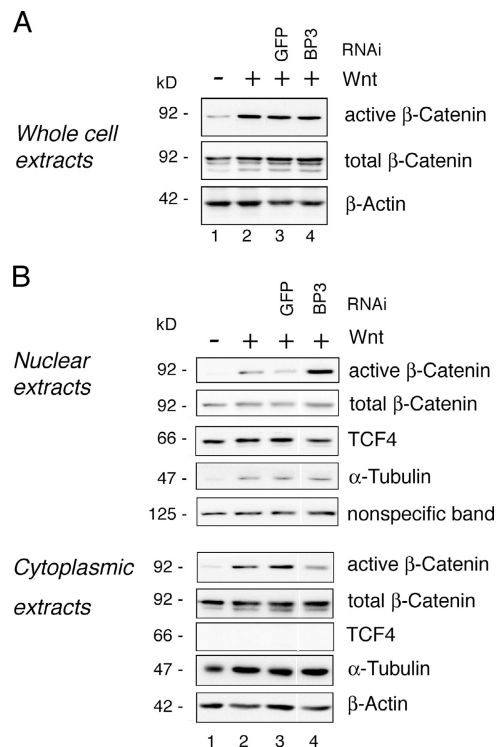 A
GFP BP3 RNAi
kD - + + + Wnt
Whole cell
extracts
92 - active β-Catenin
92 - total β-Catenin
42 - β-Actin
1 2 3 4
B
GFP BP3 RNAi
kD - + + + Wnt
Nuclear
extracts
92 - active β-Catenin
92 - total β-Catenin
66 - TCF4
47 - α-Tubulin
125 - nonspecific band
Cytoplasmic
extracts
92 - active β-Catenin
92 - total β-Catenin
66 - TCF4
47 - α-Tubulin
42 - β-Actin
1 2 3 4